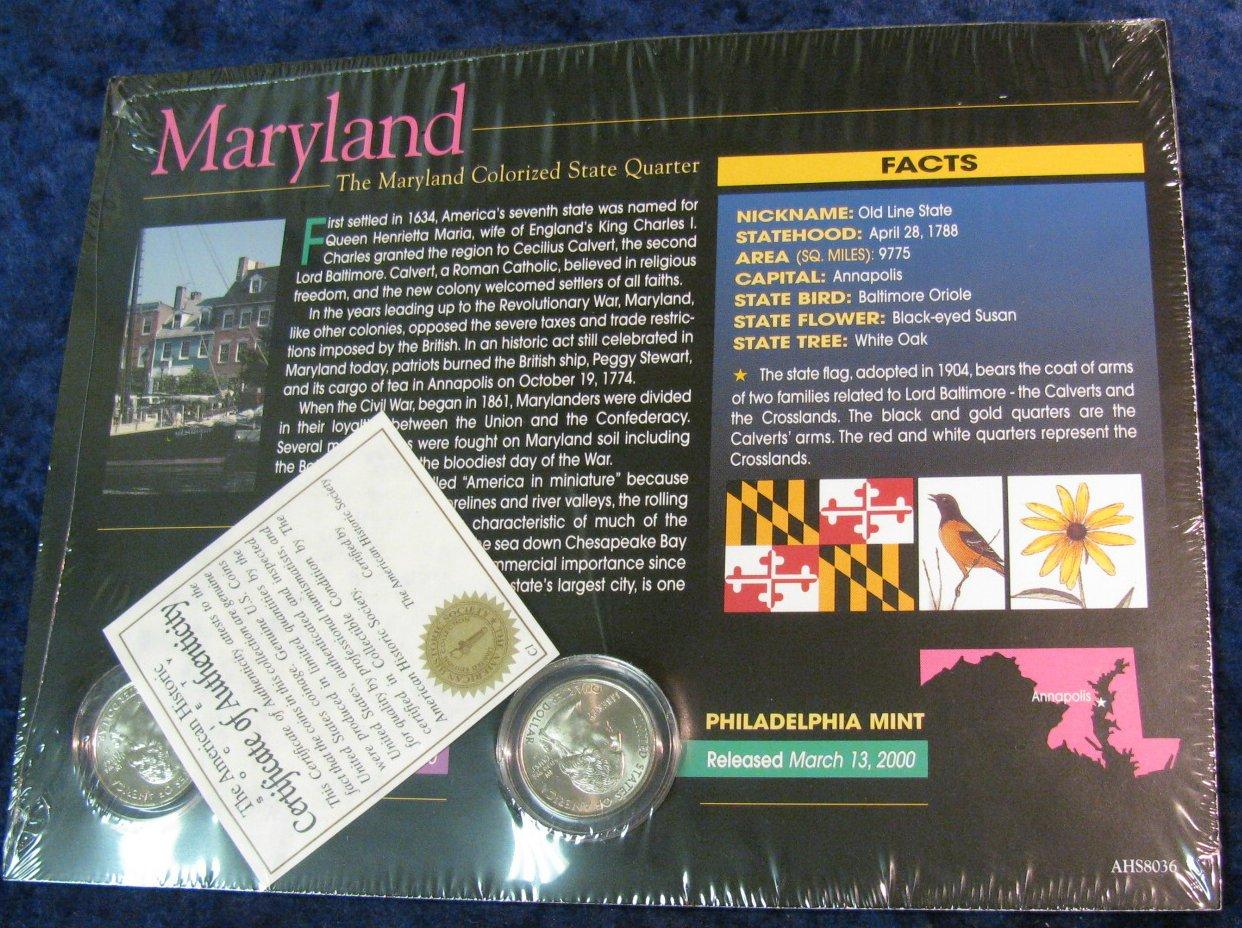 Maryland
The Maryland Colorized State Quarter
First settled in 1634, America's seventh state was named for
Queen Henrietta Maria, wife of England's King Charles I.
Charles granted the region to Cecilius Calvert, the second
Lord Baltimore. Calvert, a Roman Catholic, believed in religious
freedom, and the new colony welcomed settlers of all faiths.
In the years leading up to the Revolutionary War, Maryland,
like other colonies, opposed the severe taxes and trade restric-
tions imposed by the British. In an historic act still celebrated in
Maryland today, patriots burned the British ship, Peggy Stewart,
and its cargo of tea in Annapolis on October 19, 1774.
When the Civil War, began in 1861, Marylanders were divided
in their between the Union and the Confederacy.
Several were fought on Maryland soil including
the the bloodiest day of the War.
"America in miniature" because
and river valleys, the rolling
characteristic of much of the
sea down Chesapeake Bay
importance since
state's largest city, is one
FACTS
NICKNAME: Old Line State
STATEHOOD: April 28, 1788
AREA (SQ. MILES): 9775
CAPITAL: Annapolis
STATE BIRD: Baltimore Oriole
STATE FLOWER: Black-eyed Susan
STATE TREE: White Oak
The state flag, adopted in 1904, bears the coat of arms
of two families related to Lord Baltimore - the Calverts and
the Crosslands. The black and gold quarters are the
Calverts' arms. The red and white quarters represent the
Crosslands.
Annapolis
PHILADELPHIA MINT
Released March 13, 2000
AHS8036
The American Historic
Society
Certificate of Authenticity
This Certificate of Authenticity attests to the
fact that the coins in this collection are genuine
United States coinage. Genuine U.S. Coins
were produced in limited quantities by the
United States, authenticated and inspected
for quality by professional numismatists, and
certified in Collectible Condition by The
American Historic Society.
Certified by
The American Historic Society
C1
UNITED STATES OF AMERICA
LIBERTY
QUARTER DOLLAR